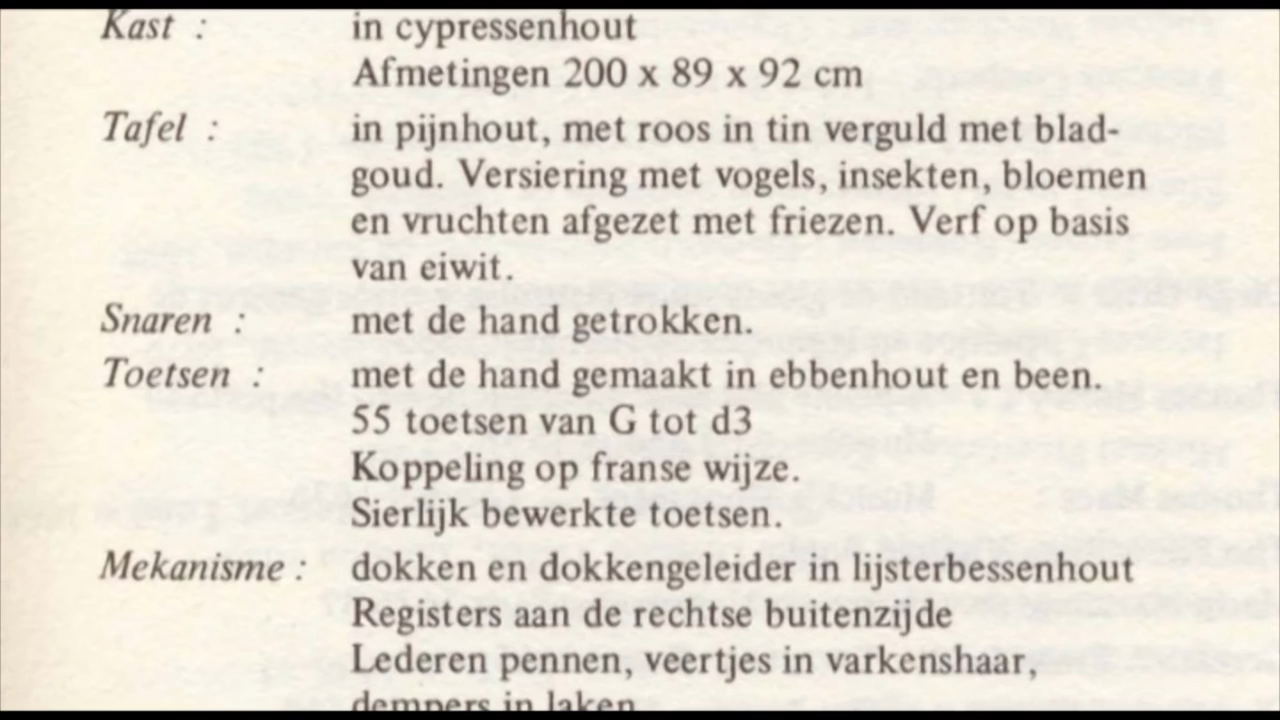 Kast : in cypressenhout
Afmetingen 200 x 89 x 92 cm
Tafel : in pijnhout, met roos in tin verguld met blad-
goud. Versiering met vogels, insekten, bloemen
en vruchten afgezet met friezen. Verf op basis
van eiwit.
Snaren : met de hand getrokken.
Toetsen : met de hand gemaakt in ebbenhout en been.
55 toetsen van G tot d3
Koppeling op franse wijze.
Sierlijk bewerkte toetsen.
Mekanisme : dokken en dokkengeleider in lijsterbessenhout
Registers aan de rechtse buitenzijde
Lederen pennen, veertjes in varkenshaar,
dempers in laken